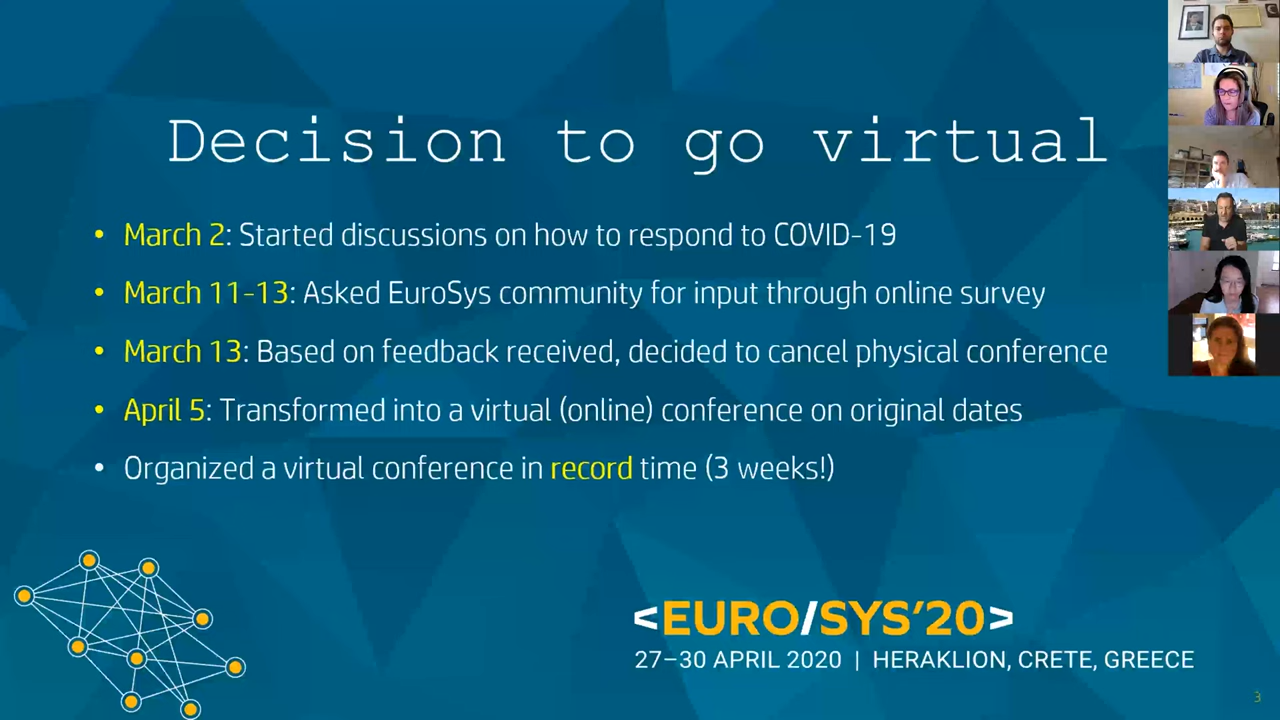 Decision to go virtual
• March 2: Started discussions on how to respond to COVID-19
• March 11-13: Asked EuroSys community for input through online survey
• March 13: Based on feedback received, decided to cancel physical conference
• April 5: Transformed into a virtual (online) conference on original dates
• Organized a virtual conference in record time (3 weeks!)
<EURO/SYS'20>
27–30 APRIL 2020 | HERAKLION, CRETE, GREECE
3